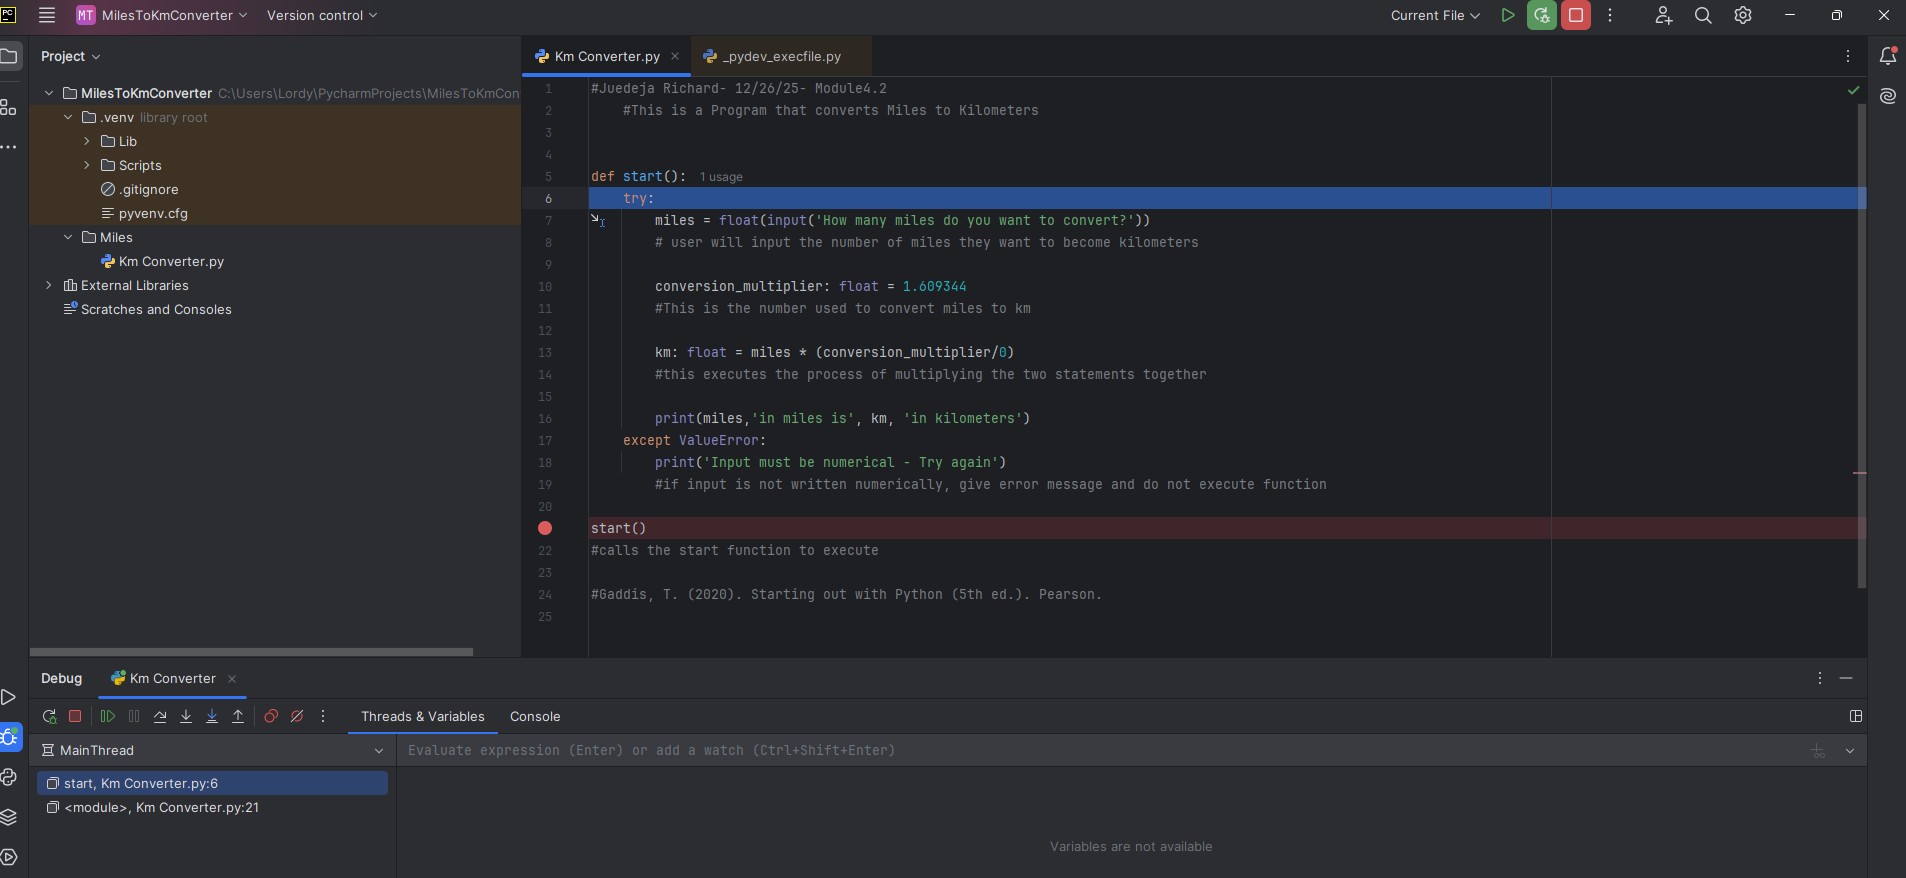 PC MT MilesToKmConverter Version control Current File
Project
Km Converter.py
_pydev_execfile.py
MilesToKmConverter C:\Users\Lordy\PycharmProjects\MilesToKmCon
.venv library root
Lib
Scripts
.gitignore
pyvenv.cfg
Miles
Km Converter.py
External Libraries
Scratches and Consoles
1 #Juedeja Richard- 12/26/25- Module4.2
2 #This is a Program that converts Miles to Kilometers
3
4
5 def start(): 1 usage
6 try:
7 miles = float(input('How many miles do you want to convert?'))
8 # user will input the number of miles they want to become kilometers
9
10 conversion_multiplier: float = 1.609344
11 #This is the number used to convert miles to km
12
13 km: float = miles * (conversion_multiplier/0)
14 #this executes the process of multiplying the two statements together
15
16 print(miles,'in miles is', km, 'in kilometers')
17 except ValueError:
18 print('Input must be numerical - Try again')
19 #if input is not written numerically, give error message and do not execute function
20
start()
22 #calls the start function to execute
23
24 #Gaddis, T. (2020). Starting out with Python (5th ed.). Pearson.
25
Debug Km Converter
Threads & Variables Console
MainThread
Evaluate expression (Enter) or add a watch (Ctrl+Shift+Enter)
start, Km Converter.py:6
<module>, Km Converter.py:21
Variables are not available